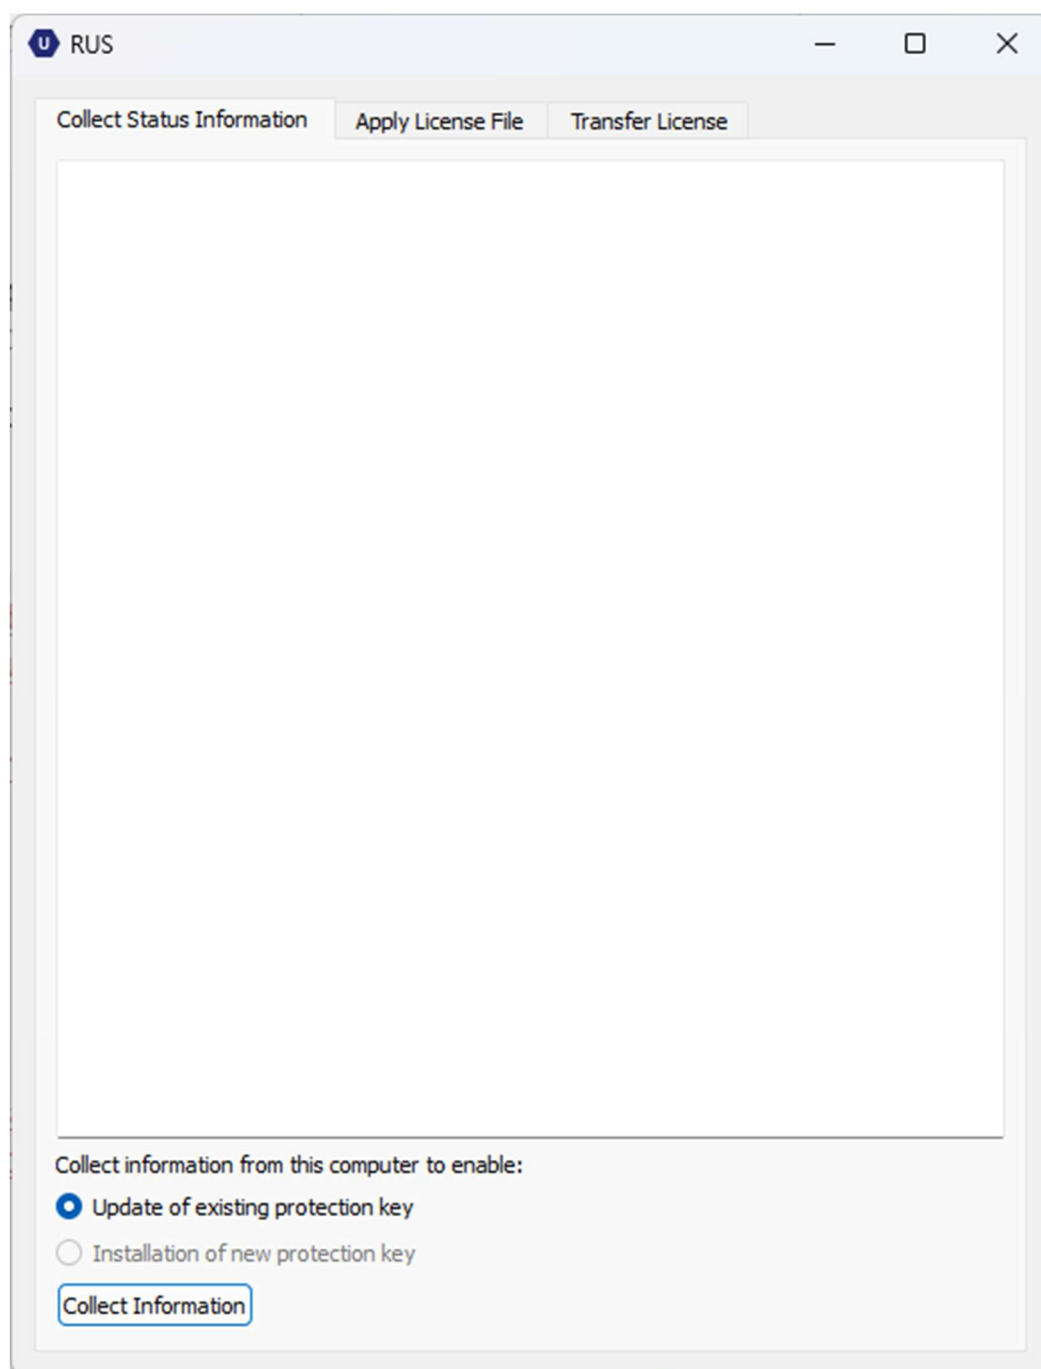 U RUS
Collect Status Information Apply License File Transfer License
Collect information from this computer to enable:
Update of existing protection key
Installation of new protection key
Collect Information